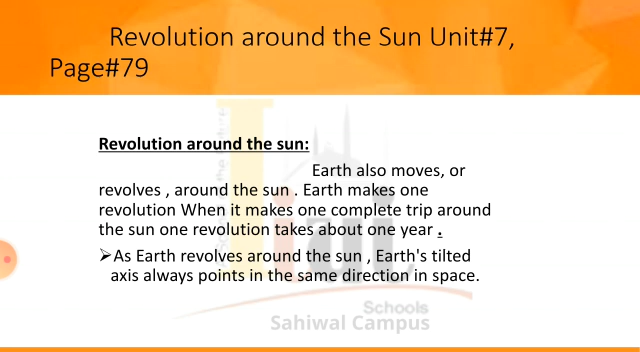 Revolution around the Sun Unit#7,
Page#79
Revolution around the sun:
Earth also moves, or
revolves , around the sun . Earth makes one
revolution When it makes one complete trip around
the sun one revolution takes about one year .
➢As Earth revolves around the sun , Earth's tilted
axis always points in the same direction in space.
Schools
Sahiwal Campus